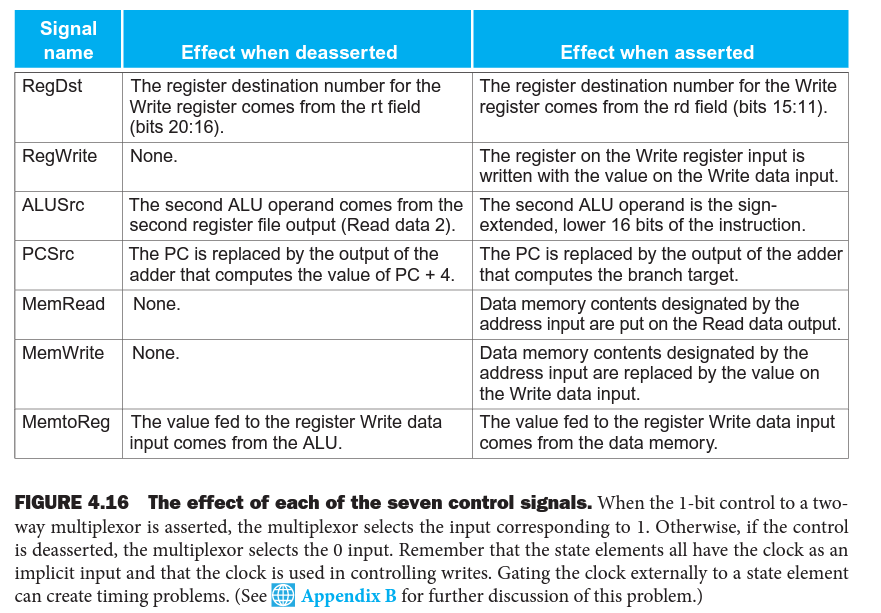 Signal
name
Effect when deasserted
Effect when asserted
RegDst
The register destination number for the
Write register comes from the rt field
(bits 20:16).
The register destination number for the Write
register comes from the rd field (bits 15:11).
RegWrite
None.
The register on the Write register input is
written with the value on the Write data input.
ALUSrc
The second ALU operand comes from the
second register file output (Read data 2).
The second ALU operand is the sign-
extended, lower 16 bits of the instruction.
PCSrc
The PC is replaced by the output of the
adder that computes the value of PC + 4.
The PC is replaced by the output of the adder
that computes the branch target.
MemRead
None.
Data memory contents designated by the
address input are put on the Read data output.
MemWrite
None.
Data memory contents designated by the
address input are replaced by the value on
the Write data input.
MemtoReg
The value fed to the register Write data
input comes from the ALU.
The value fed to the register Write data input
comes from the data memory.
FIGURE 4.16 The effect of each of the seven control signals. When the 1-bit control to a two-
way multiplexor is asserted, the multiplexor selects the input corresponding to 1. Otherwise, if the control
is deasserted, the multiplexor selects the 0 input. Remember that the state elements all have the clock as an
implicit input and that the clock is used in controlling writes. Gating the clock externally to a state element
can create timing problems. (See Appendix B for further discussion of this problem.)